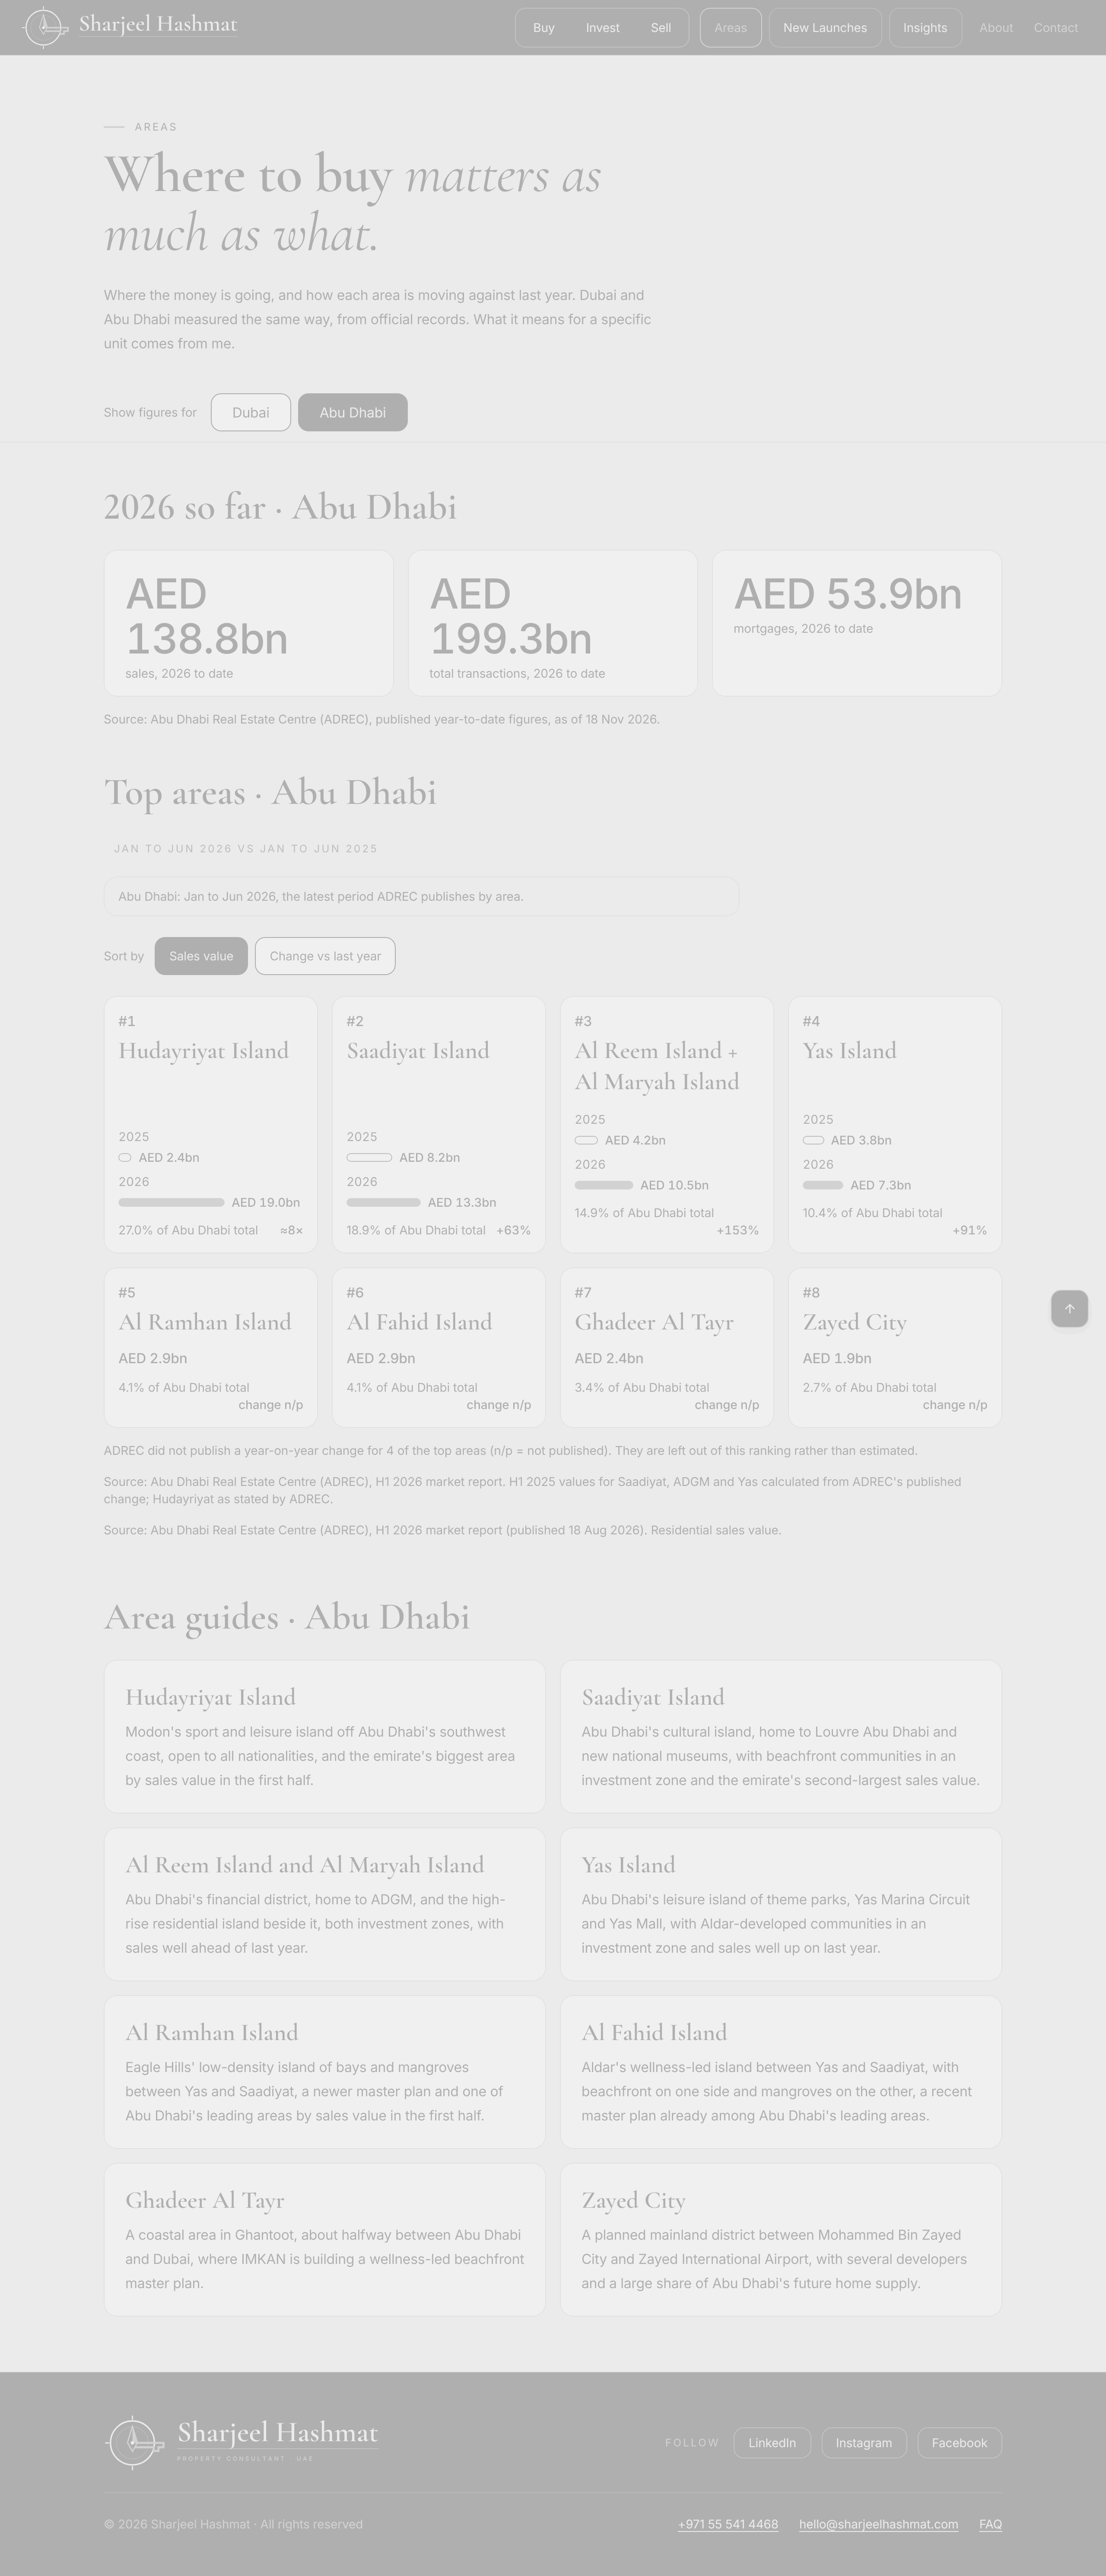 Sharjeel Hashmat
Buy
Invest
Sell
Areas
New Launches
Insights
About
Contact
AREAS
Where to buy matters as
much as what.
Where the money is going, and how each area is moving against last year. Dubai and
Abu Dhabi measured the same way, from official records. What it means for a specific
unit comes from me.
Show figures for
Dubai
Abu Dhabi
2026 so far · Abu Dhabi
AED
138.8bn
sales, 2026 to date
AED
199.3bn
total transactions, 2026 to date
AED 53.9bn
mortgages, 2026 to date
Source: Abu Dhabi Real Estate Centre (ADREC), published year-to-date figures, as of 18 Nov 2026.
Top areas · Abu Dhabi
JAN TO JUN 2026 VS JAN TO JUN 2025
Abu Dhabi: Jan to Jun 2026, the latest period ADREC publishes by area.
Sort by
Sales value
Change vs last year
#1
Hudayriyat Island
2025
AED 2.4bn
2026
AED 19.0bn
27.0% of Abu Dhabi total
≈8×
#2
Saadiyat Island
2025
AED 8.2bn
2026
AED 13.3bn
18.9% of Abu Dhabi total
+63%
#3
Al Reem Island +
Al Maryah Island
2025
AED 4.2bn
2026
AED 10.5bn
14.9% of Abu Dhabi total
+153%
#4
Yas Island
2025
AED 3.8bn
2026
AED 7.3bn
10.4% of Abu Dhabi total
+91%
#5
Al Ramhan Island
AED 2.9bn
4.1% of Abu Dhabi total
change n/p
#6
Al Fahid Island
AED 2.9bn
4.1% of Abu Dhabi total
change n/p
#7
Ghadeer Al Tayr
AED 2.4bn
3.4% of Abu Dhabi total
change n/p
#8
Zayed City
AED 1.9bn
2.7% of Abu Dhabi total
change n/p
ADREC did not publish a year-on-year change for 4 of the top areas (n/p = not published). They are left out of this ranking rather than estimated.
Source: Abu Dhabi Real Estate Centre (ADREC), H1 2026 market report. H1 2025 values for Saadiyat, ADGM and Yas calculated from ADREC's published
change; Hudayriyat as stated by ADREC.
Source: Abu Dhabi Real Estate Centre (ADREC), H1 2026 market report (published 18 Aug 2026). Residential sales value.
Area guides · Abu Dhabi
Hudayriyat Island
Modon's sport and leisure island off Abu Dhabi's southwest
coast, open to all nationalities, and the emirate's biggest area
by sales value in the first half.
Saadiyat Island
Abu Dhabi's cultural island, home to Louvre Abu Dhabi and
new national museums, with beachfront communities in an
investment zone and the emirate's second-largest sales value.
Al Reem Island and Al Maryah Island
Abu Dhabi's financial district, home to ADGM, and the high-
rise residential island beside it, both investment zones, with
sales well ahead of last year.
Yas Island
Abu Dhabi's leisure island of theme parks, Yas Marina Circuit
and Yas Mall, with Aldar-developed communities in an
investment zone and sales well up on last year.
Al Ramhan Island
Eagle Hills' low-density island of bays and mangroves
between Yas and Saadiyat, a newer master plan and one of
Abu Dhabi's leading areas by sales value in the first half.
Al Fahid Island
Aldar's wellness-led island between Yas and Saadiyat, with
beachfront on one side and mangroves on the other, a recent
master plan already among Abu Dhabi's leading areas.
Ghadeer Al Tayr
A coastal area in Ghantoot, about halfway between Abu Dhabi
and Dubai, where IMKAN is building a wellness-led beachfront
master plan.
Zayed City
A planned mainland district between Mohammed Bin Zayed
City and Zayed International Airport, with several developers
and a large share of Abu Dhabi's future home supply.
Sharjeel Hashmat
PROPERTY CONSULTANT · UAE
FOLLOW
LinkedIn
Instagram
Facebook
© 2026 Sharjeel Hashmat · All rights reserved
+971 55 541 4468
hello@sharjeelhashmat.com
FAQ